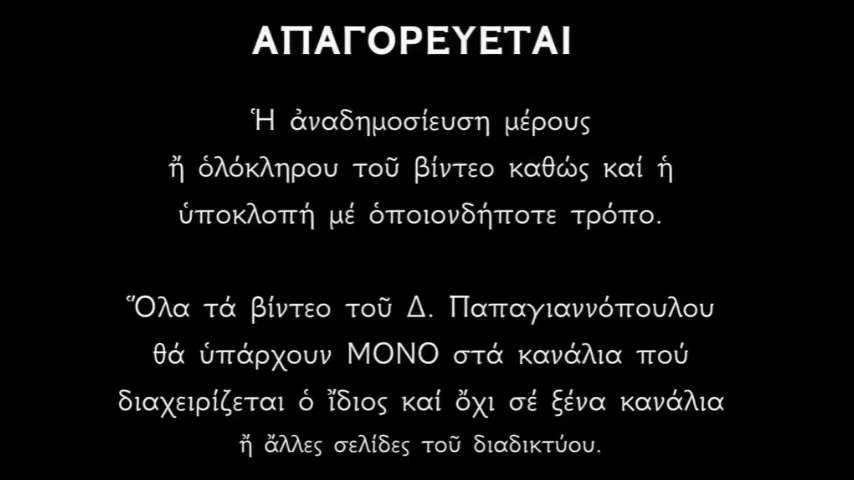 ΑΠΑΓΟΡΕΥΕΤΑΙ
Ἡ ἀναδημοσίευση μέρους
ἤ ὁλόκληρου τοῦ βίντεο καθώς καί ἡ
ὑποκλοπή μέ ὁποιονδήποτε τρόπο.
Ὅλα τά βίντεο τοῦ Δ. Παπαγιαννόπουλου
θά ὑπάρχουν ΜΟΝΟ στά κανάλια πού
διαχειρίζεται ὁ ἴδιος καί ὄχι σέ ξένα κανάλια
ἤ ἄλλες σελίδες τοῦ διαδικτύου.